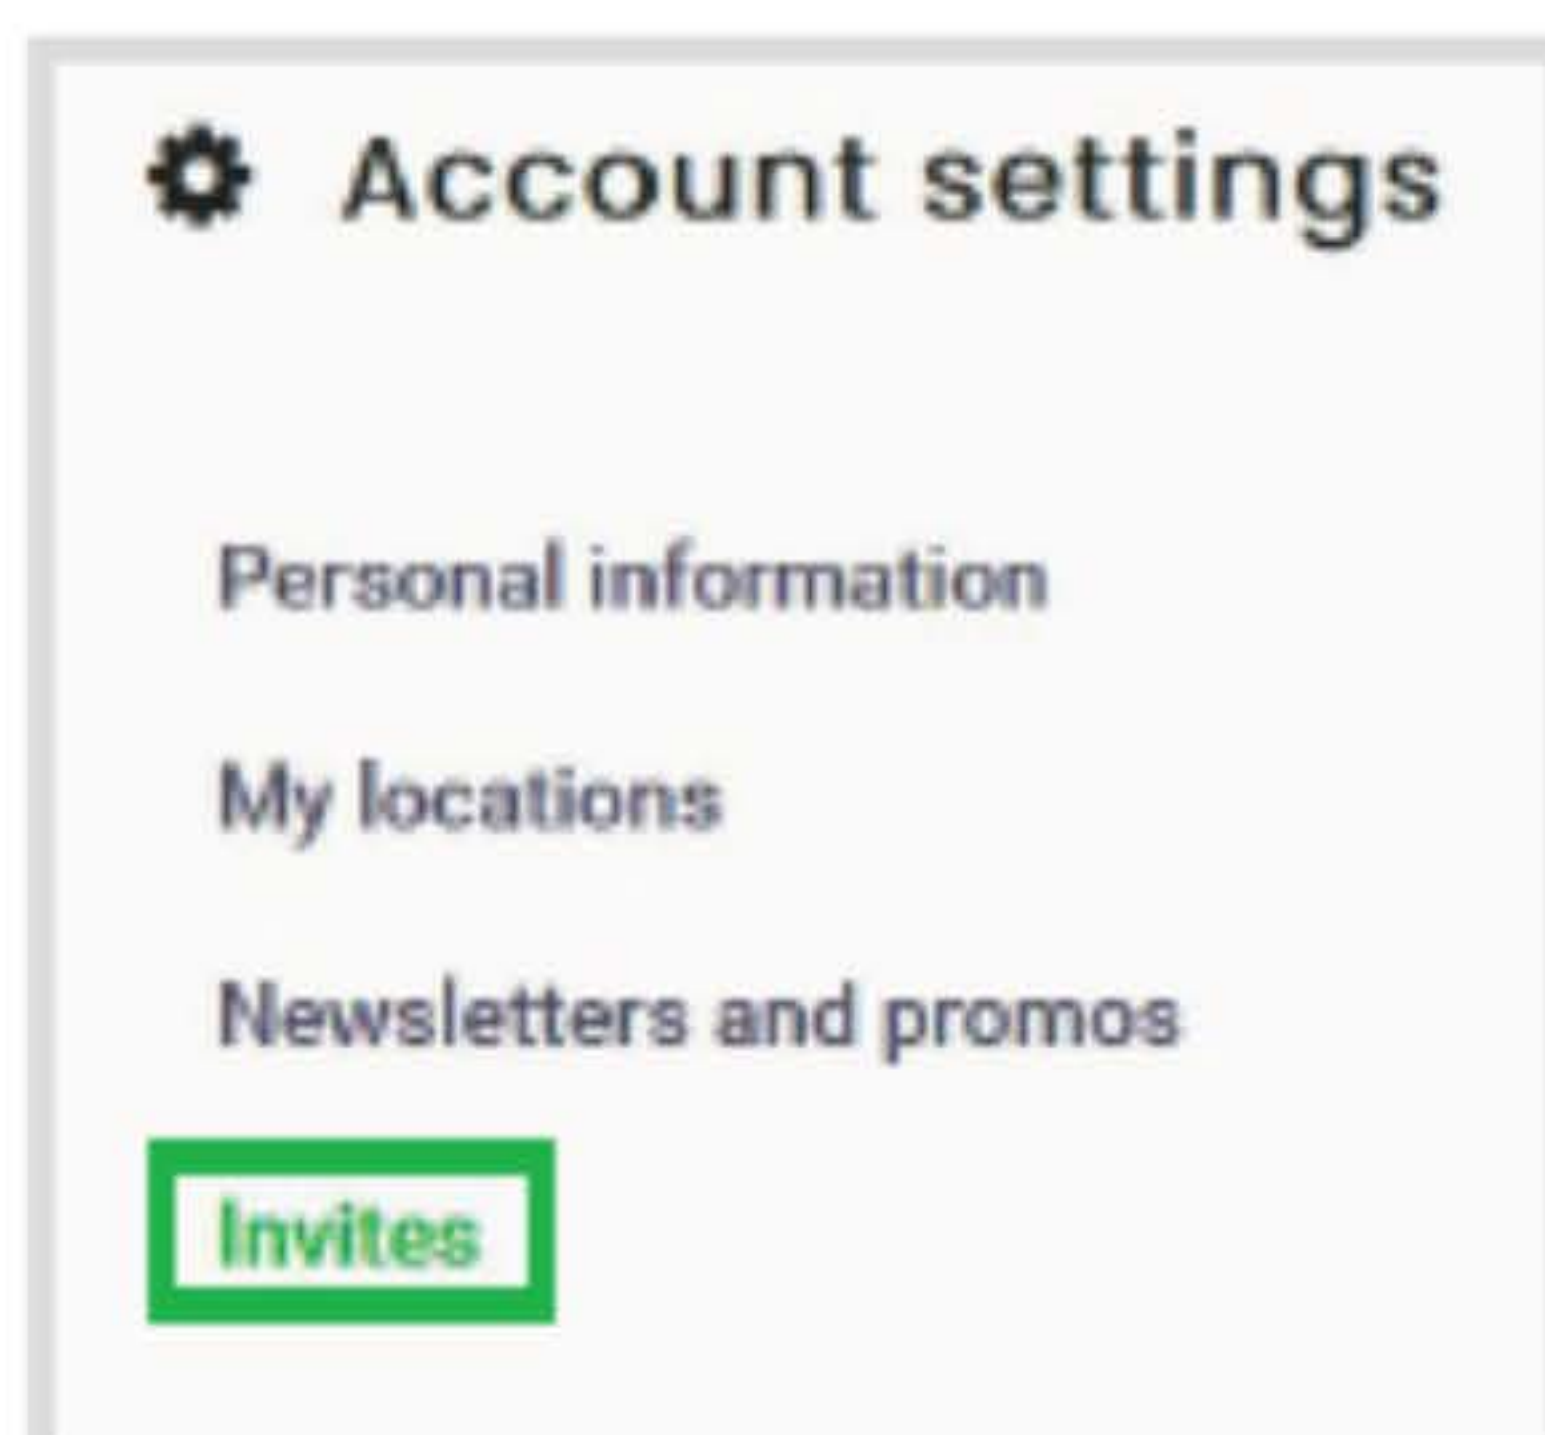 Account settings
Personal information
My locations
Newsletters and promos
Invites